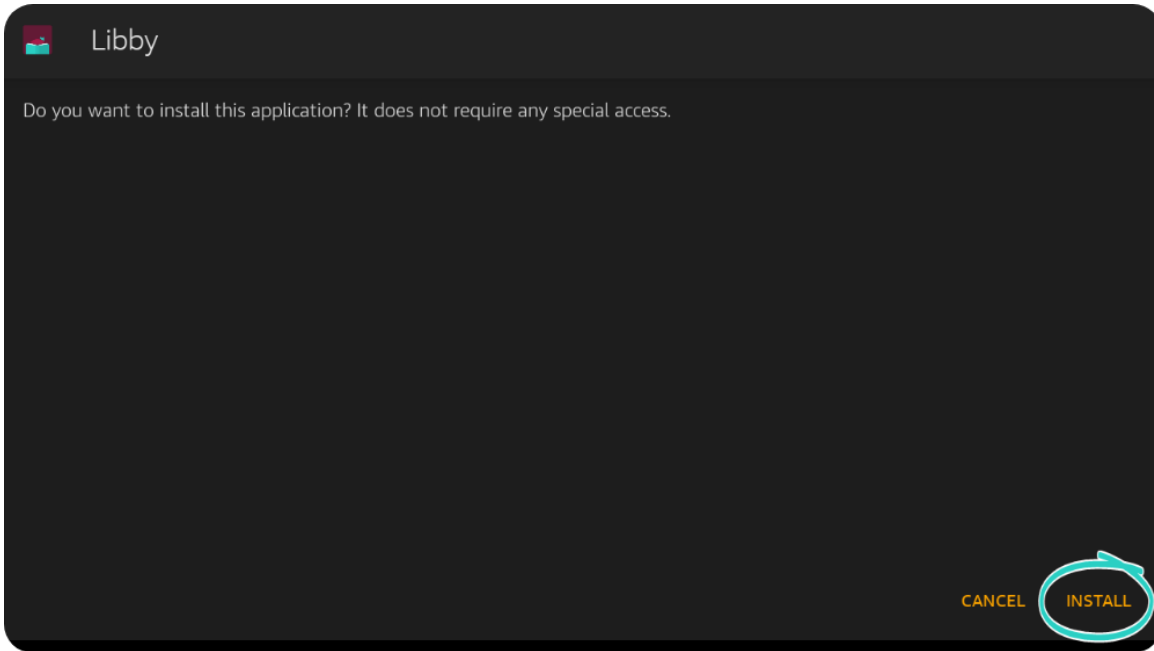 Libby
Do you want to install this application? It does not require any special access.
CANCEL INSTALL